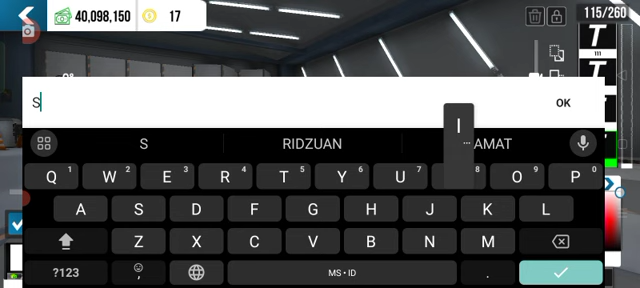 40,098,150 17 115/260
T
T
S OK
S RIDZUAN AMAT
I
Q 1 W 2 E 3 R 4 T 5 Y 6 U 7 8 O 9 P 0
A S D F G H J K L
Z X C V B N M
?123 , MS • ID .